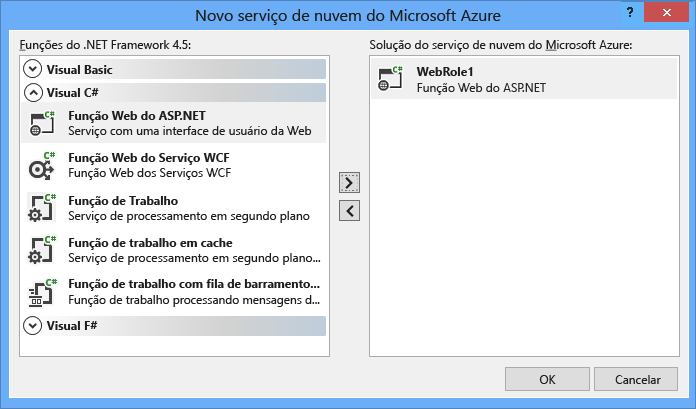 Novo serviço de nuvem do Microsoft Azure
?
Funções do .NET Framework 4.5:
Visual Basic
Visual C#
C#
Função Web do ASP.NET
Serviço com uma interface de usuário da Web
C#
Função Web do Serviço WCF
Função Web dos Serviços WCF
C#
Função de Trabalho
Serviço de processamento em segundo plano
C#
Função de trabalho em cache
Serviço de processamento em segundo plano...
C#
Função de trabalho com fila de barramento...
Função de trabalho processando mensagens d...
Visual F#
Solução do serviço de nuvem do Microsoft Azure:
C#
WebRole1
Função Web do ASP.NET
OK
Cancelar